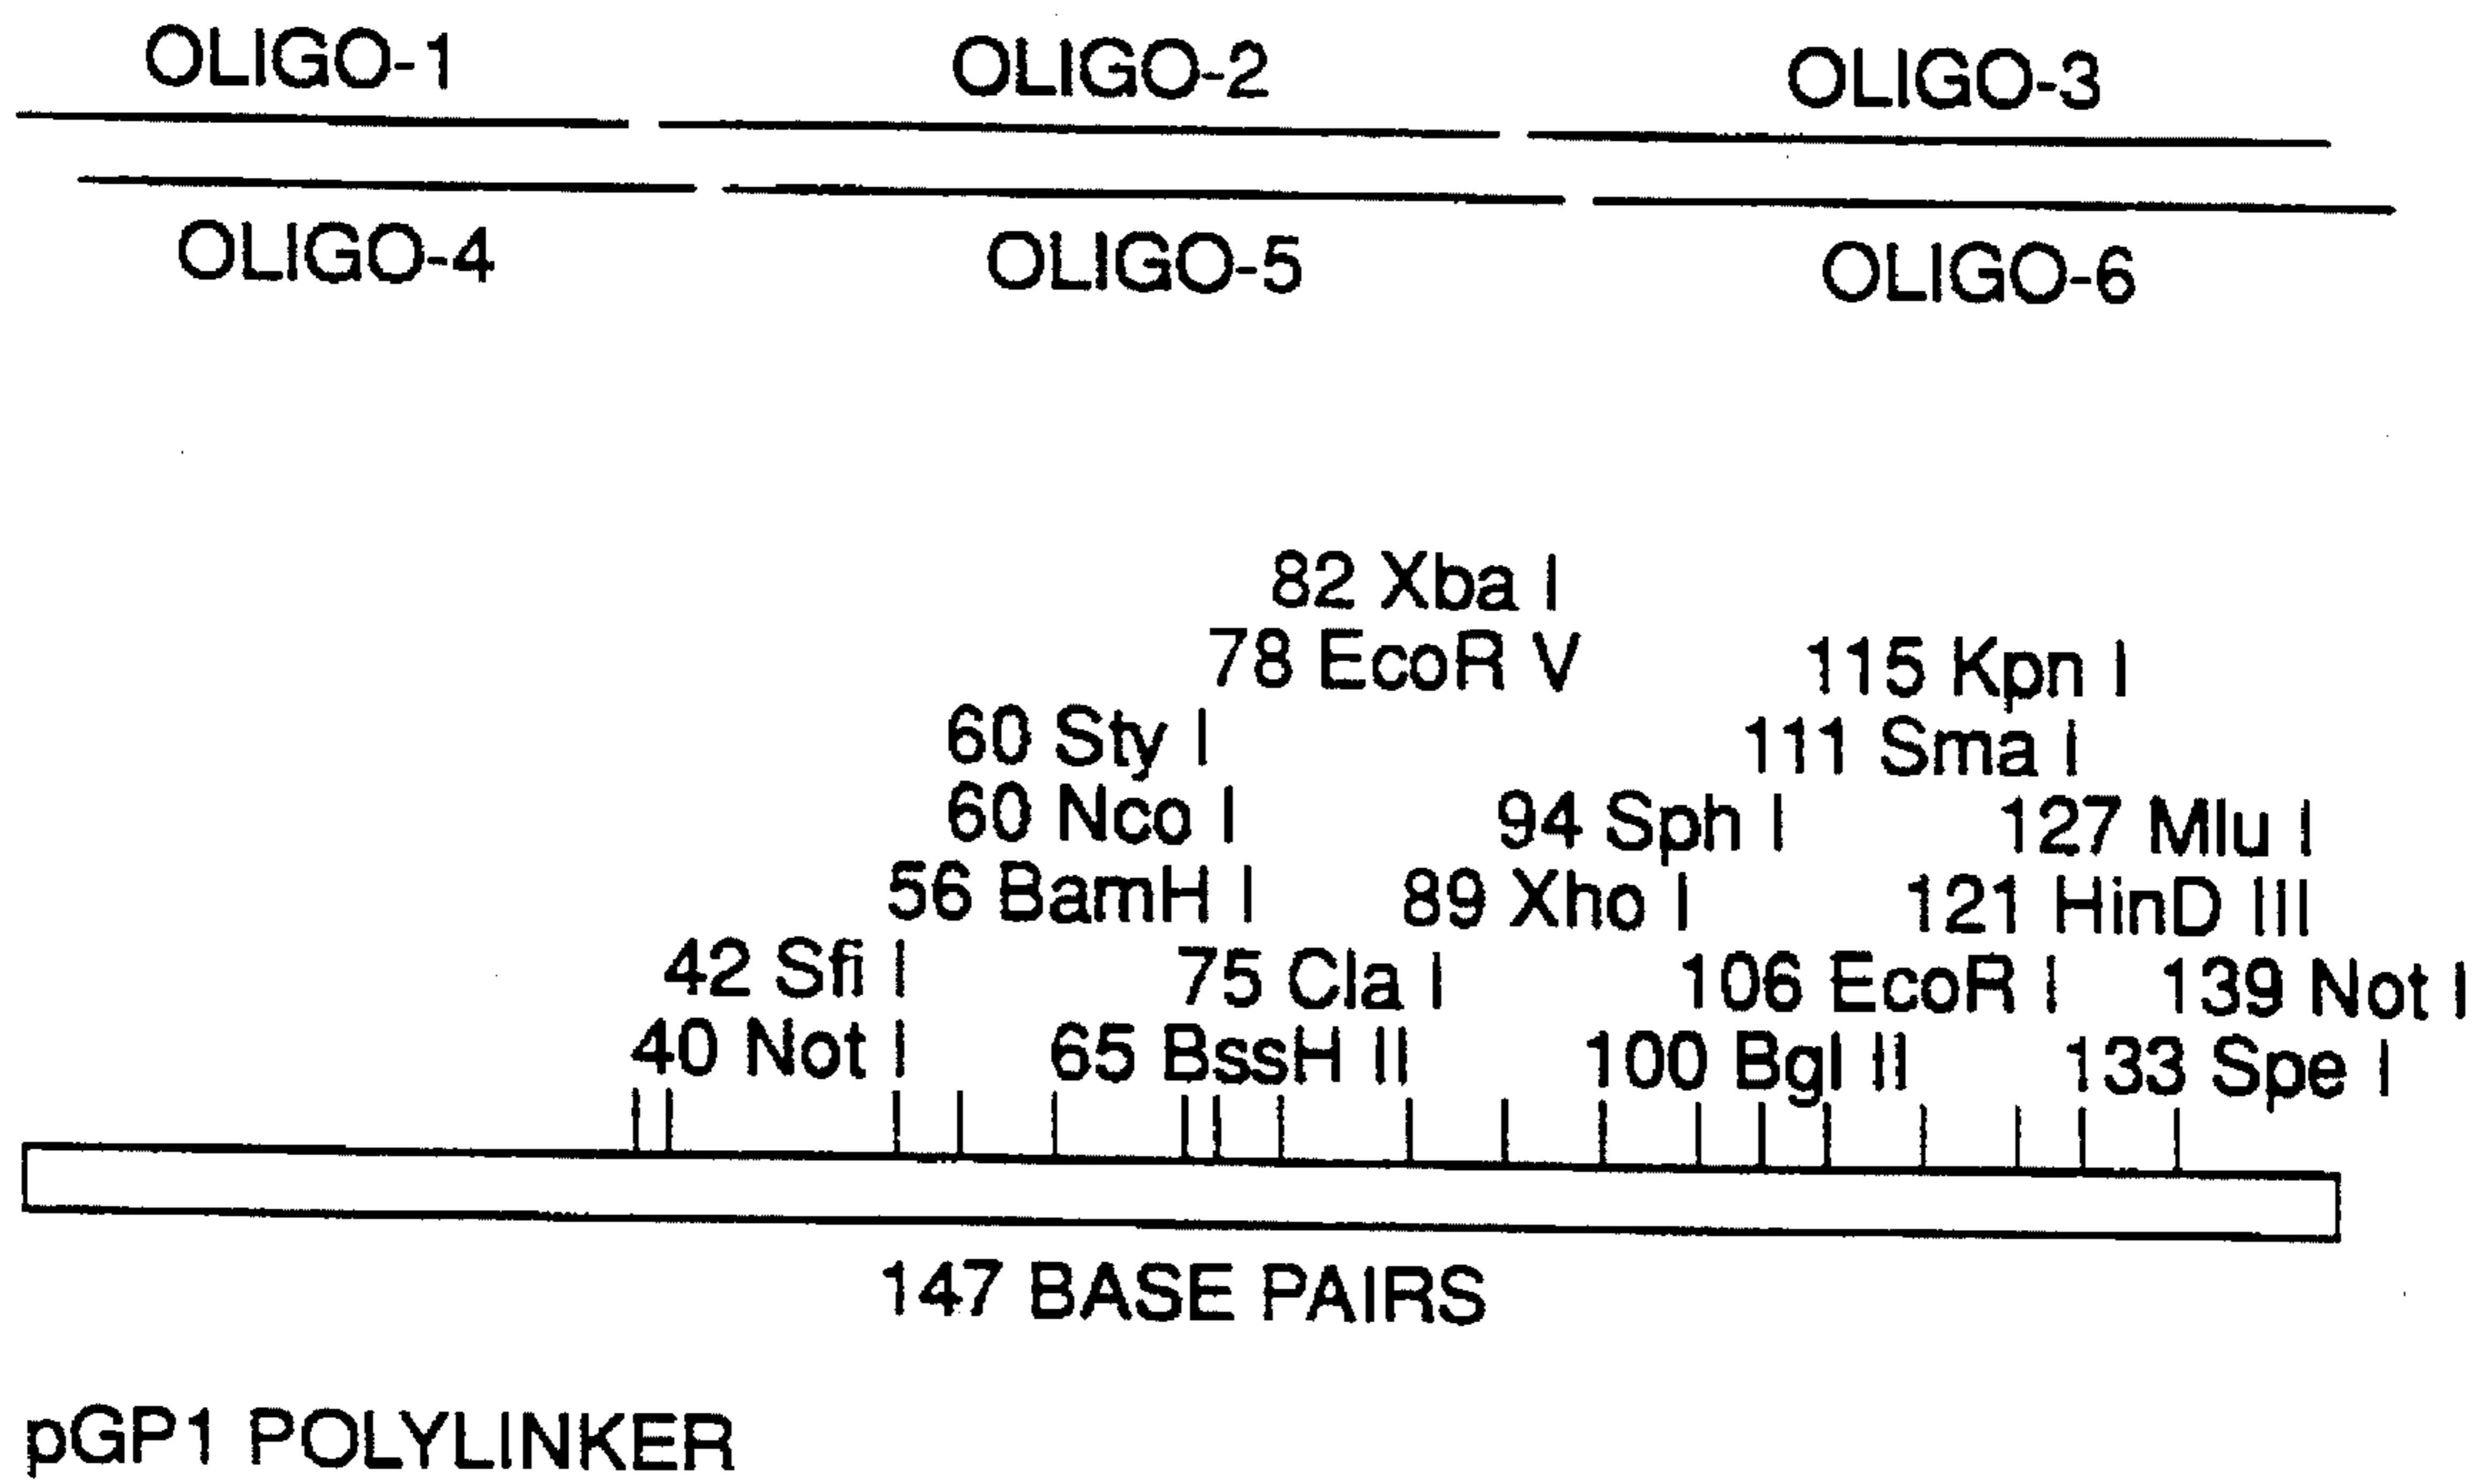 OLIGO-1 OLIGO-2 OLIGO-3
OLIGO-4 OLIGO-5 OLIGO-6
82 Xba I
78 EcoR V 115 Kpn I
60 Sty I 111 Sma I
60 Nco I 94 Sph I 127 Mlu I
56 BamH I 89 Xho I 121 HinD III
42 Sfi I 75 Cla I 106 EcoR I 139 Not I
40 Not I 65 BssH II 100 Bgl II 133 Spe I
147 BASE PAIRS
pGP1 POLYLINKER